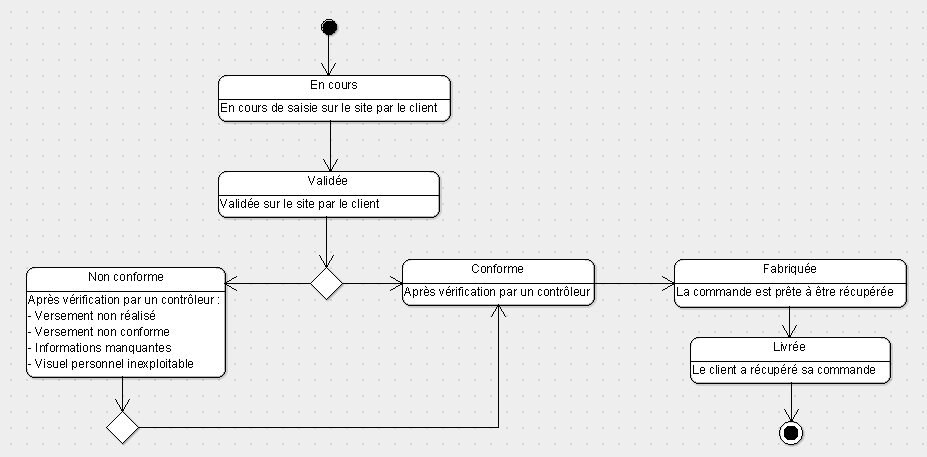 En cours
En cours de saisie sur le site par le client
Validée
Validée sur le site par le client
Non conforme
Après vérification par un contrôleur :
- Versement non réalisé
- Versement non conforme
- Informations manquantes
- Visuel personnel inexploitable
Conforme
Après vérification par un contrôleur
Fabriquée
La commande est prête à être récupérée
Livrée
Le client a récupéré sa commande